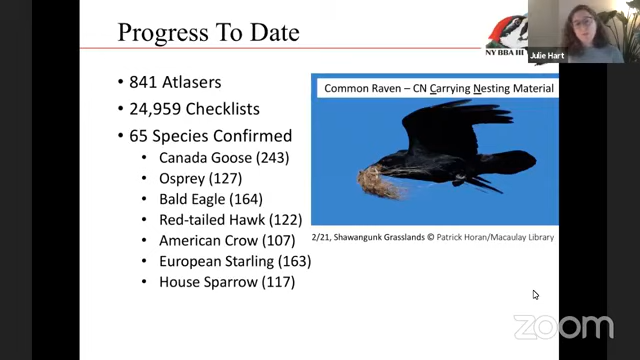 Progress To Date
NY BBA III
Julie Hart
• 841 Atlasers
• 24,959 Checklists
• 65 Species Confirmed
• Canada Goose (243)
• Osprey (127)
• Bald Eagle (164)
• Red-tailed Hawk (122)
• American Crow (107)
• European Starling (163)
• House Sparrow (117)
Common Raven – CN Carrying Nesting Material
2/21, Shawangunk Grasslands © Patrick Horan/Macaulay Library
zoom